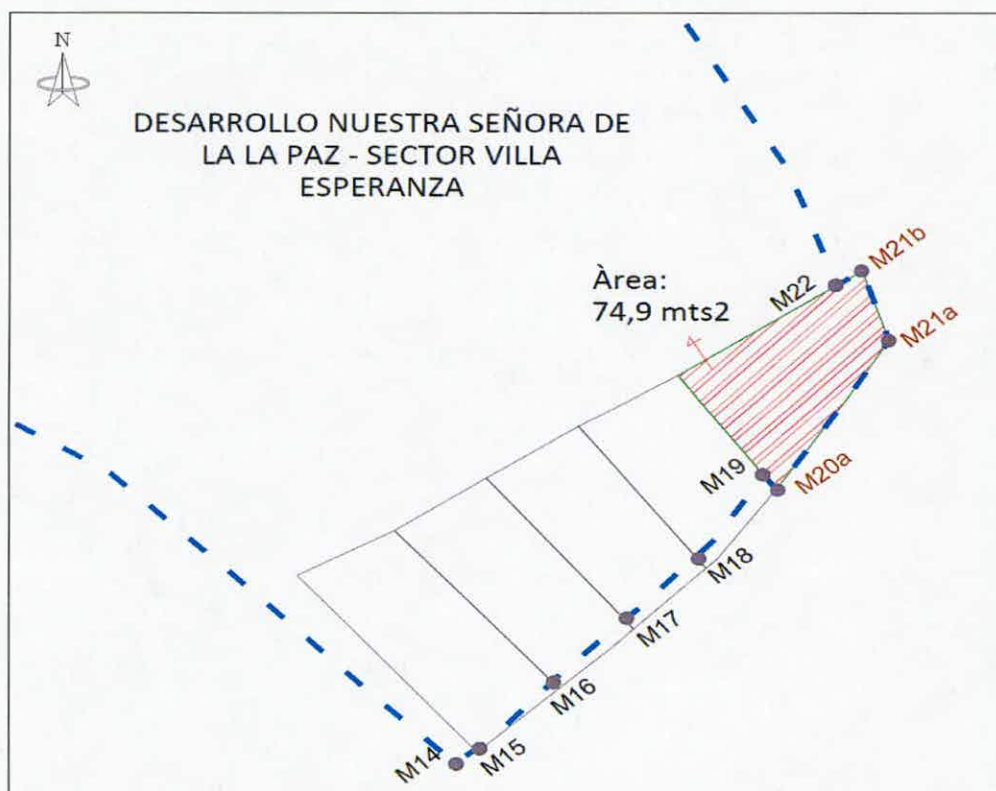 N
DESARROLLO NUESTRA SEÑORA DE
LA LA PAZ - SECTOR VILLA
ESPERANZA
Àrea:
74,9 mts2
4
M22
M21b
M21a
M19
M20a
M18
M17
M16
M15
M14